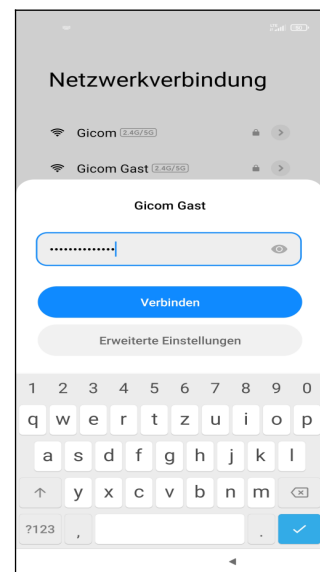 Netzwerkverbindung
Gicom 2.4G/5G
Gicom Gast 2.4G/5G
Gicom Gast
••••••••••••••
Verbinden
Erweiterte Einstellungen
1 2 3 4 5 6 7 8 9 0
q w e r t z u i o p
a s d f g h j k l
y x c v b n m
?123 , .